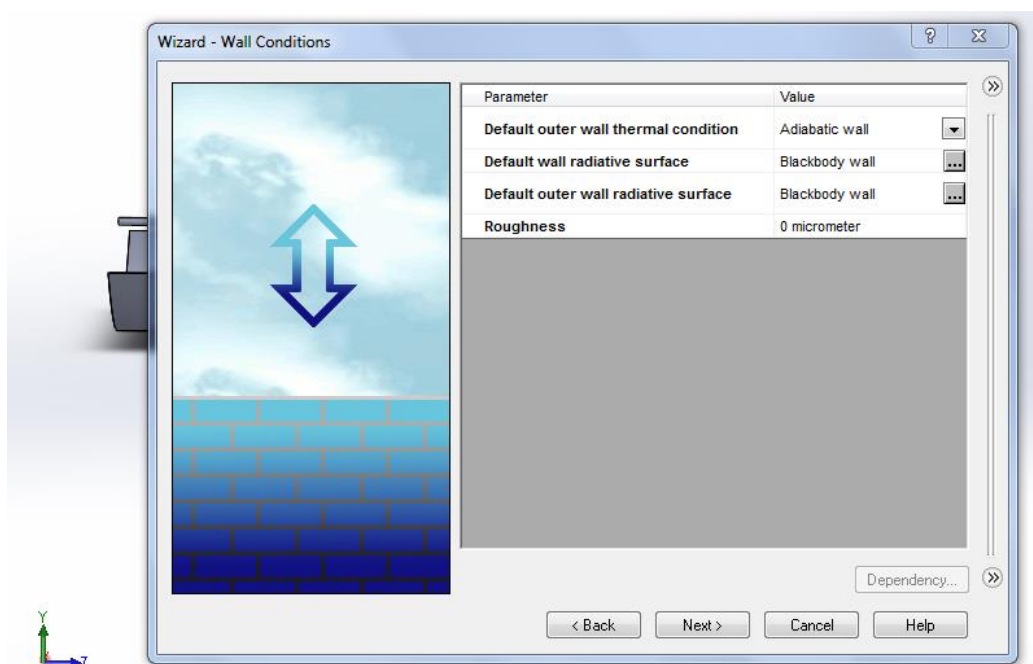 Wizard - Wall Conditions
?
Parameter Value
Default outer wall thermal condition Adiabatic wall
Default wall radiative surface Blackbody wall ...
Default outer wall radiative surface Blackbody wall ...
Roughness 0 micrometer
Dependency...
< Back Next > Cancel Help
Y
Z